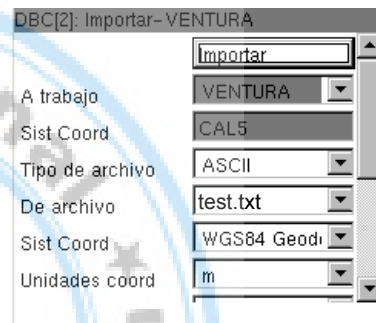 DBC[2]: Importar-VENTURA
Importar
A trabajo VENTURA
Sist Coord CAL5
Tipo de archivo ASCII
De archivo test.txt
Sist Coord WGS84 Geod
Unidades coord m